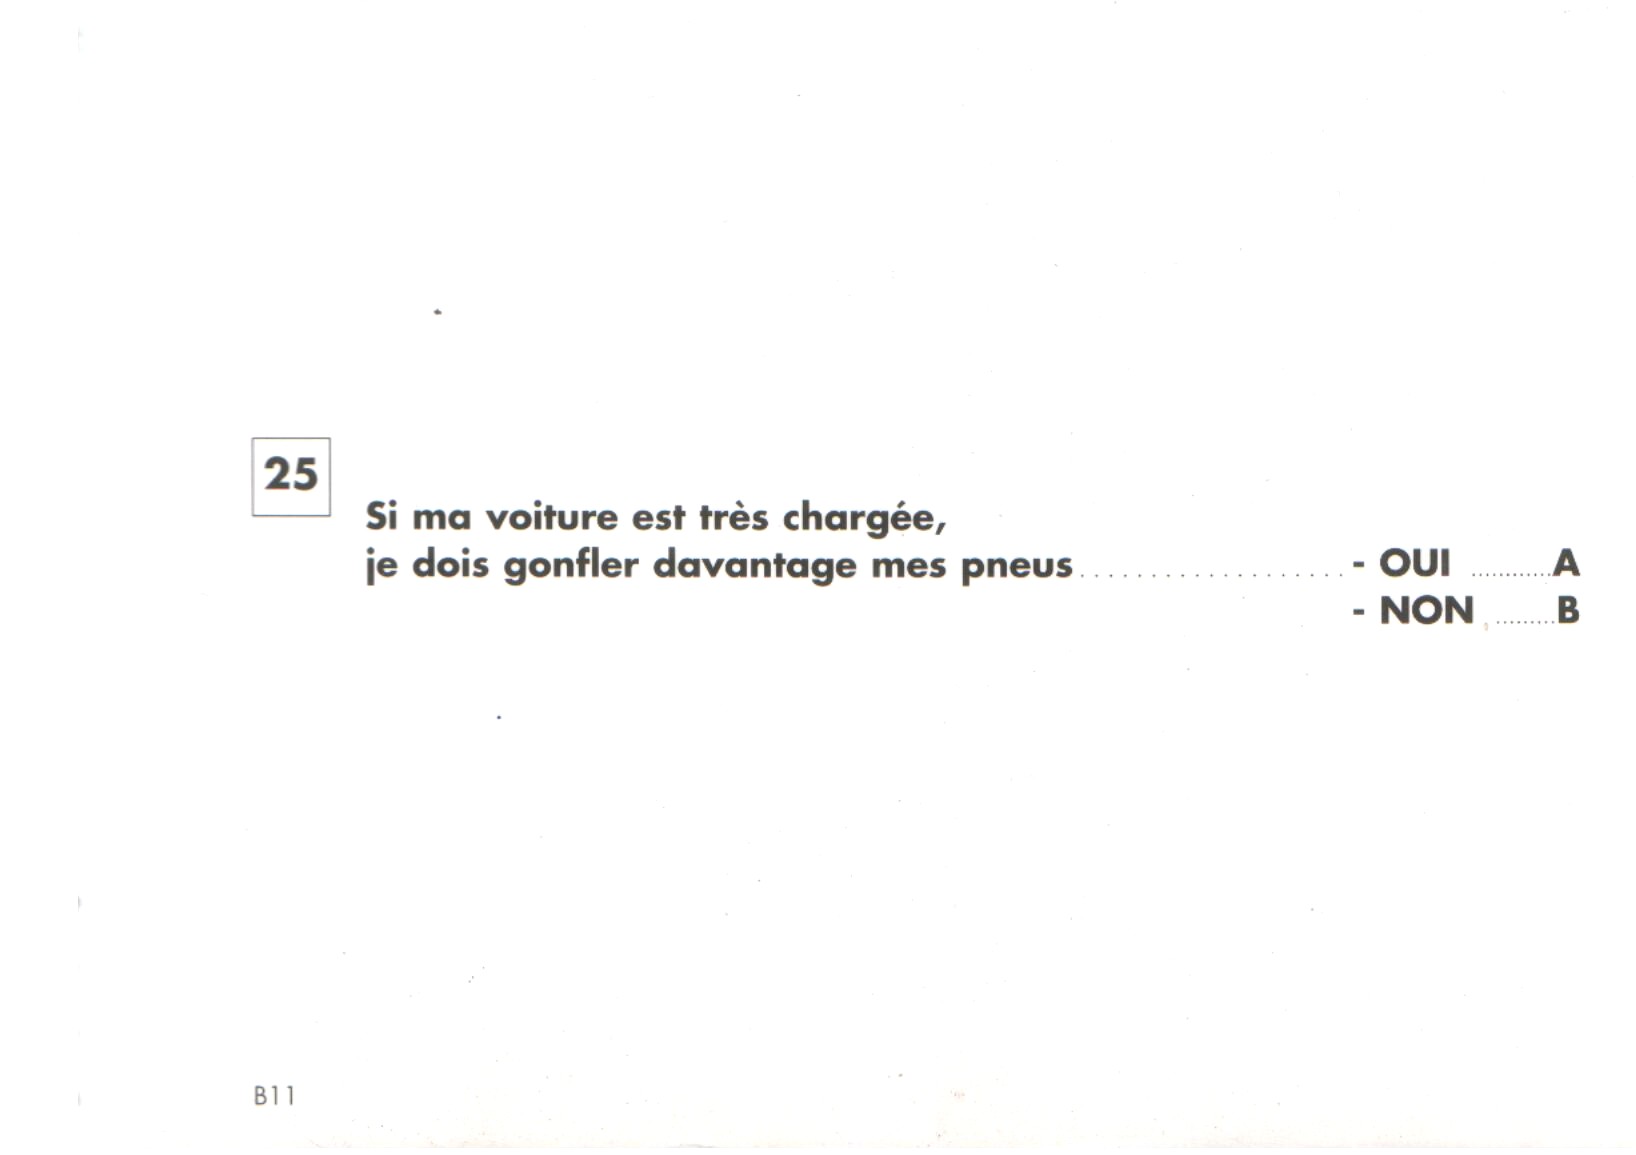 25
Si ma voiture est très chargée,
je dois gonfler davantage mes pneus.................... - OUI ............A
- NON .........B
B11